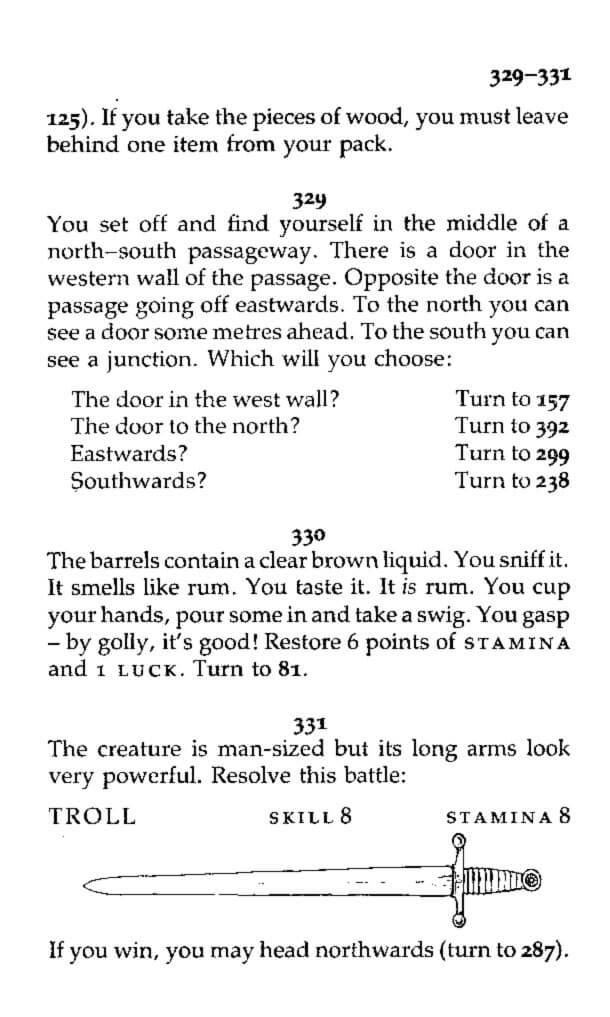 329–331
125). If you take the pieces of wood, you must leave
behind one item from your pack.
329
You set off and find yourself in the middle of a
north–south passageway. There is a door in the
western wall of the passage. Opposite the door is a
passage going off eastwards. To the north you can
see a door some metres ahead. To the south you can
see a junction. Which will you choose:
The door in the west wall? Turn to 157
The door to the north? Turn to 392
Eastwards? Turn to 299
Southwards? Turn to 238
330
The barrels contain a clear brown liquid. You sniff it.
It smells like rum. You taste it. It is rum. You cup
your hands, pour some in and take a swig. You gasp
– by golly, it's good! Restore 6 points of STAMINA
and 1 LUCK. Turn to 81.
331
The creature is man-sized but its long arms look
very powerful. Resolve this battle:
TROLL SKILL 8 STAMINA 8
If you win, you may head northwards (turn to 287).